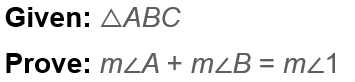 Given: △ABC
Prove: m∠A + m∠B = m∠1